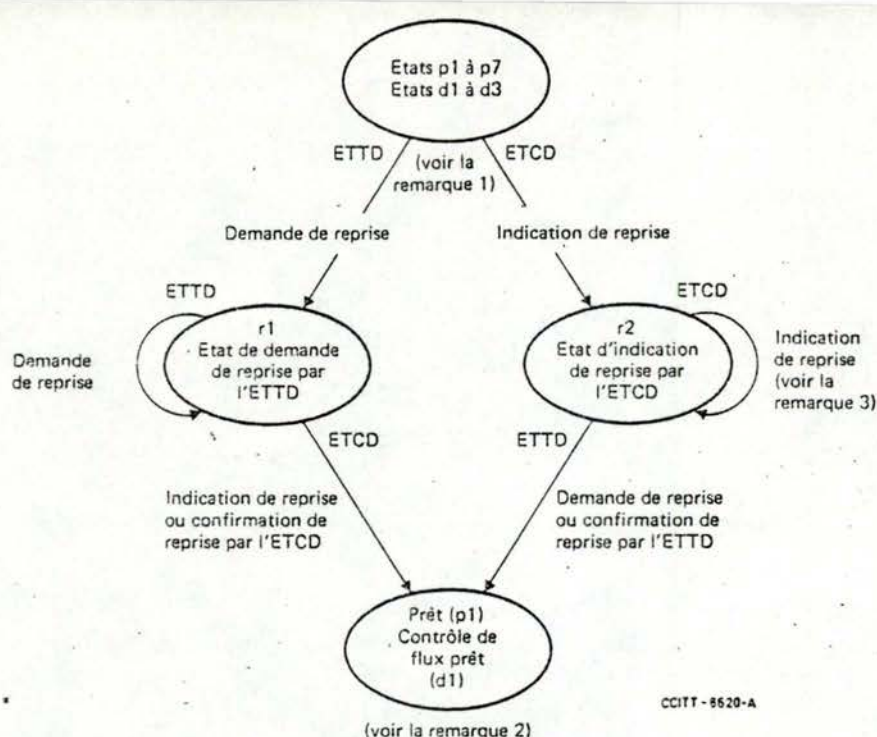 Etats p1 à p7
Etats d1 à d3
ETTD
(voir la
remarque 1)
ETCD
Demande de reprise
Indication de reprise
ETTD
r1
Etat de demande
de reprise par
l'ETTD
Demande
de reprise
ETCD
r2
Etat d'indication
de reprise par
l'ETCD
Indication
de reprise
(voir la
remarque 3)
ETCD
ETTD
Indication de reprise
ou confirmation de
reprise par l'ETCD
Demande de reprise
ou confirmation de
reprise par l'ETTD
Prêt (p1)
Contrôle de
flux prêt
(d1)
(voir la remarque 2)
CCITT - 6620-A